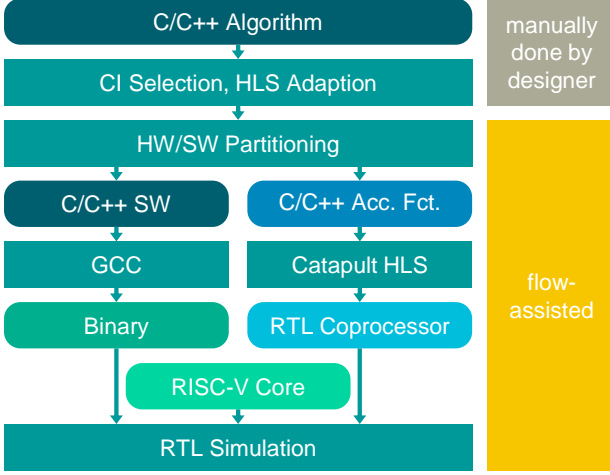 C/C++ Algorithm
manually
done by
designer
CI Selection, HLS Adaption
HW/SW Partitioning
C/C++ SW
C/C++ Acc. Fct.
GCC
Catapult HLS
flow-
assisted
Binary
RTL Coprocessor
RISC-V Core
RTL Simulation